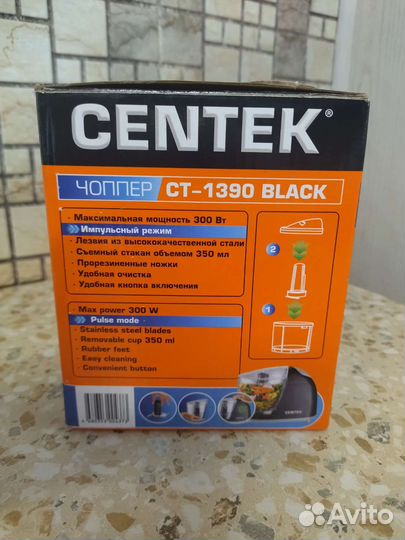 CENTEK®
ЧОППЕР CT-1390 BLACK
· Максимальная мощность 300 Вт
Импульсный режим
· Лезвия из высококачественной стали
· Съемный стакан объемом 350 мл
· Прорезиненные ножки
· Удобная очистка
· Удобная кнопка включения
2
1
· Max power 300 W
Pulse mode
· Stainless steel blades
· Removable cup 350 ml
· Rubber feet
· Easy cleaning
· Convenient button
CENTEK
Avito